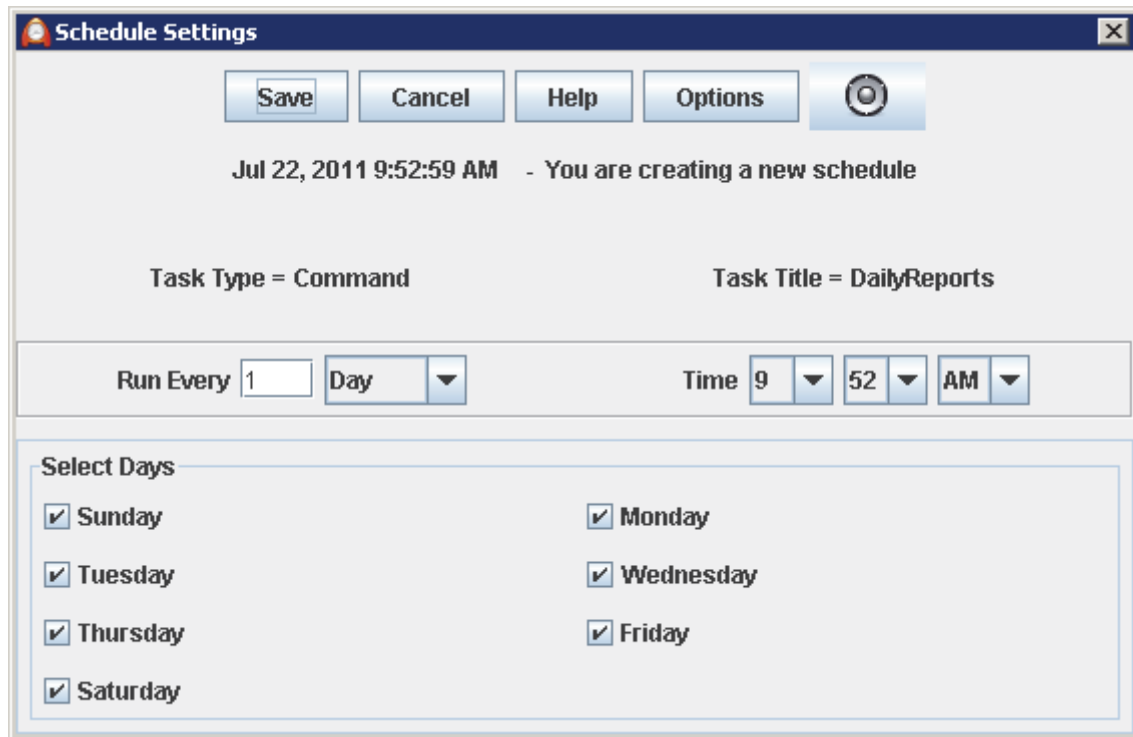 Schedule Settings
Save Cancel Help Options
Jul 22, 2011 9:52:59 AM - You are creating a new schedule
Task Type = Command Task Title = DailyReports
Run Every 1 Day Time 9 52 AM
Select Days
Sunday Monday
Tuesday Wednesday
Thursday Friday
Saturday